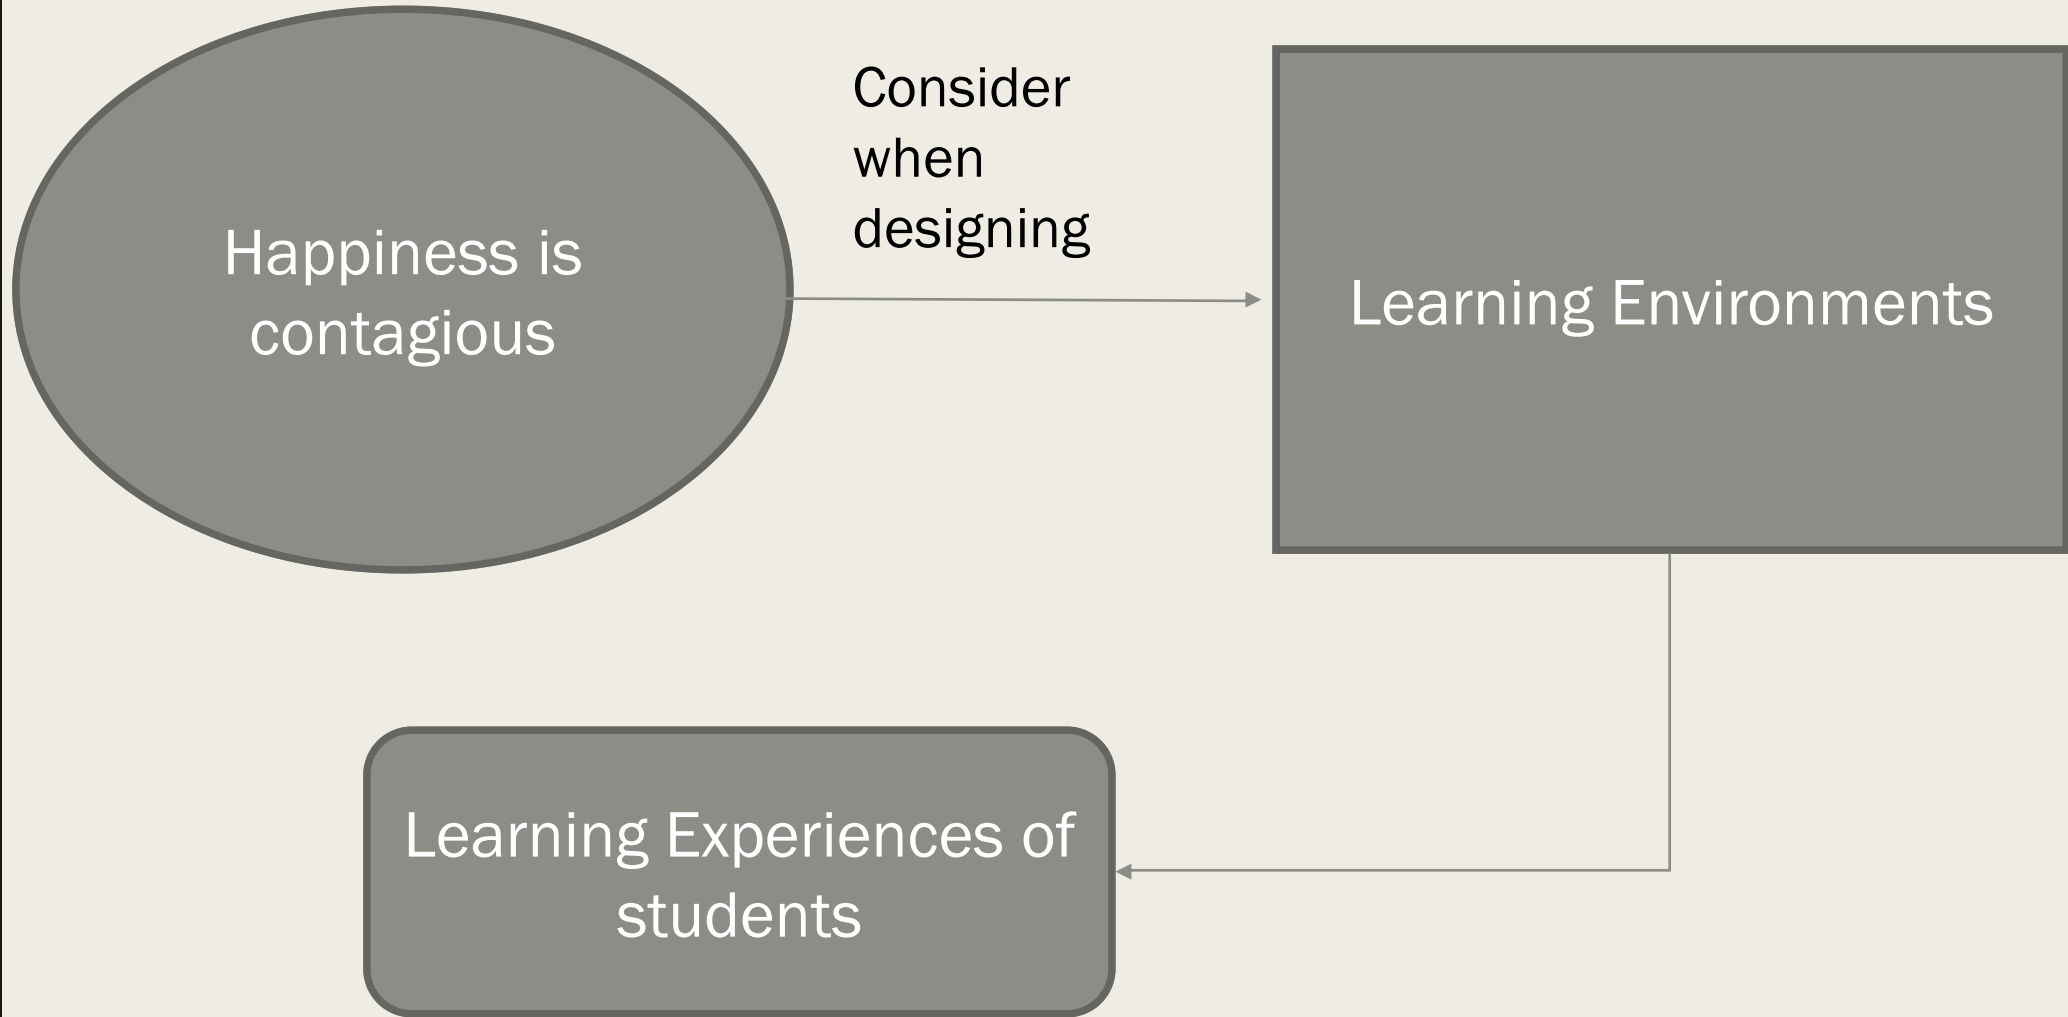 Happiness is
contagious
Consider
when
designing
Learning Environments
Learning Experiences of
students